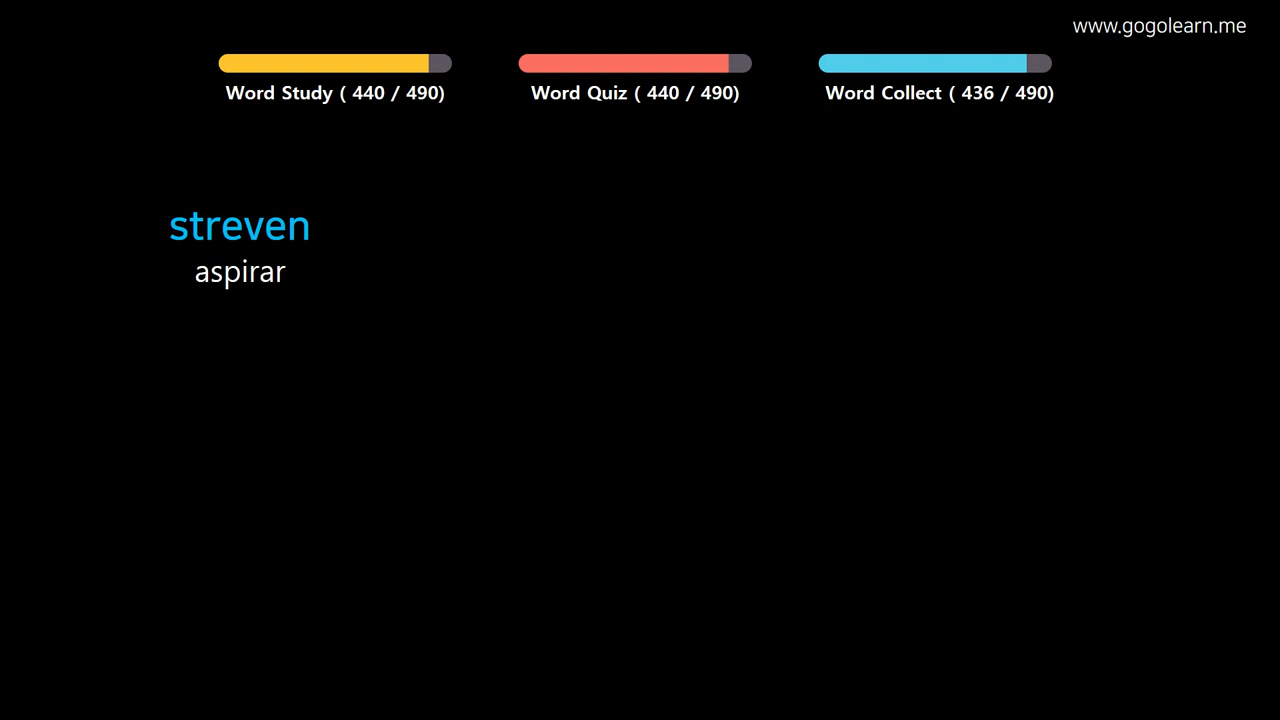 www.gogolearn.me
Word Study ( 440 / 490)
Word Quiz ( 440 / 490)
Word Collect ( 436 / 490)
streven
aspirar